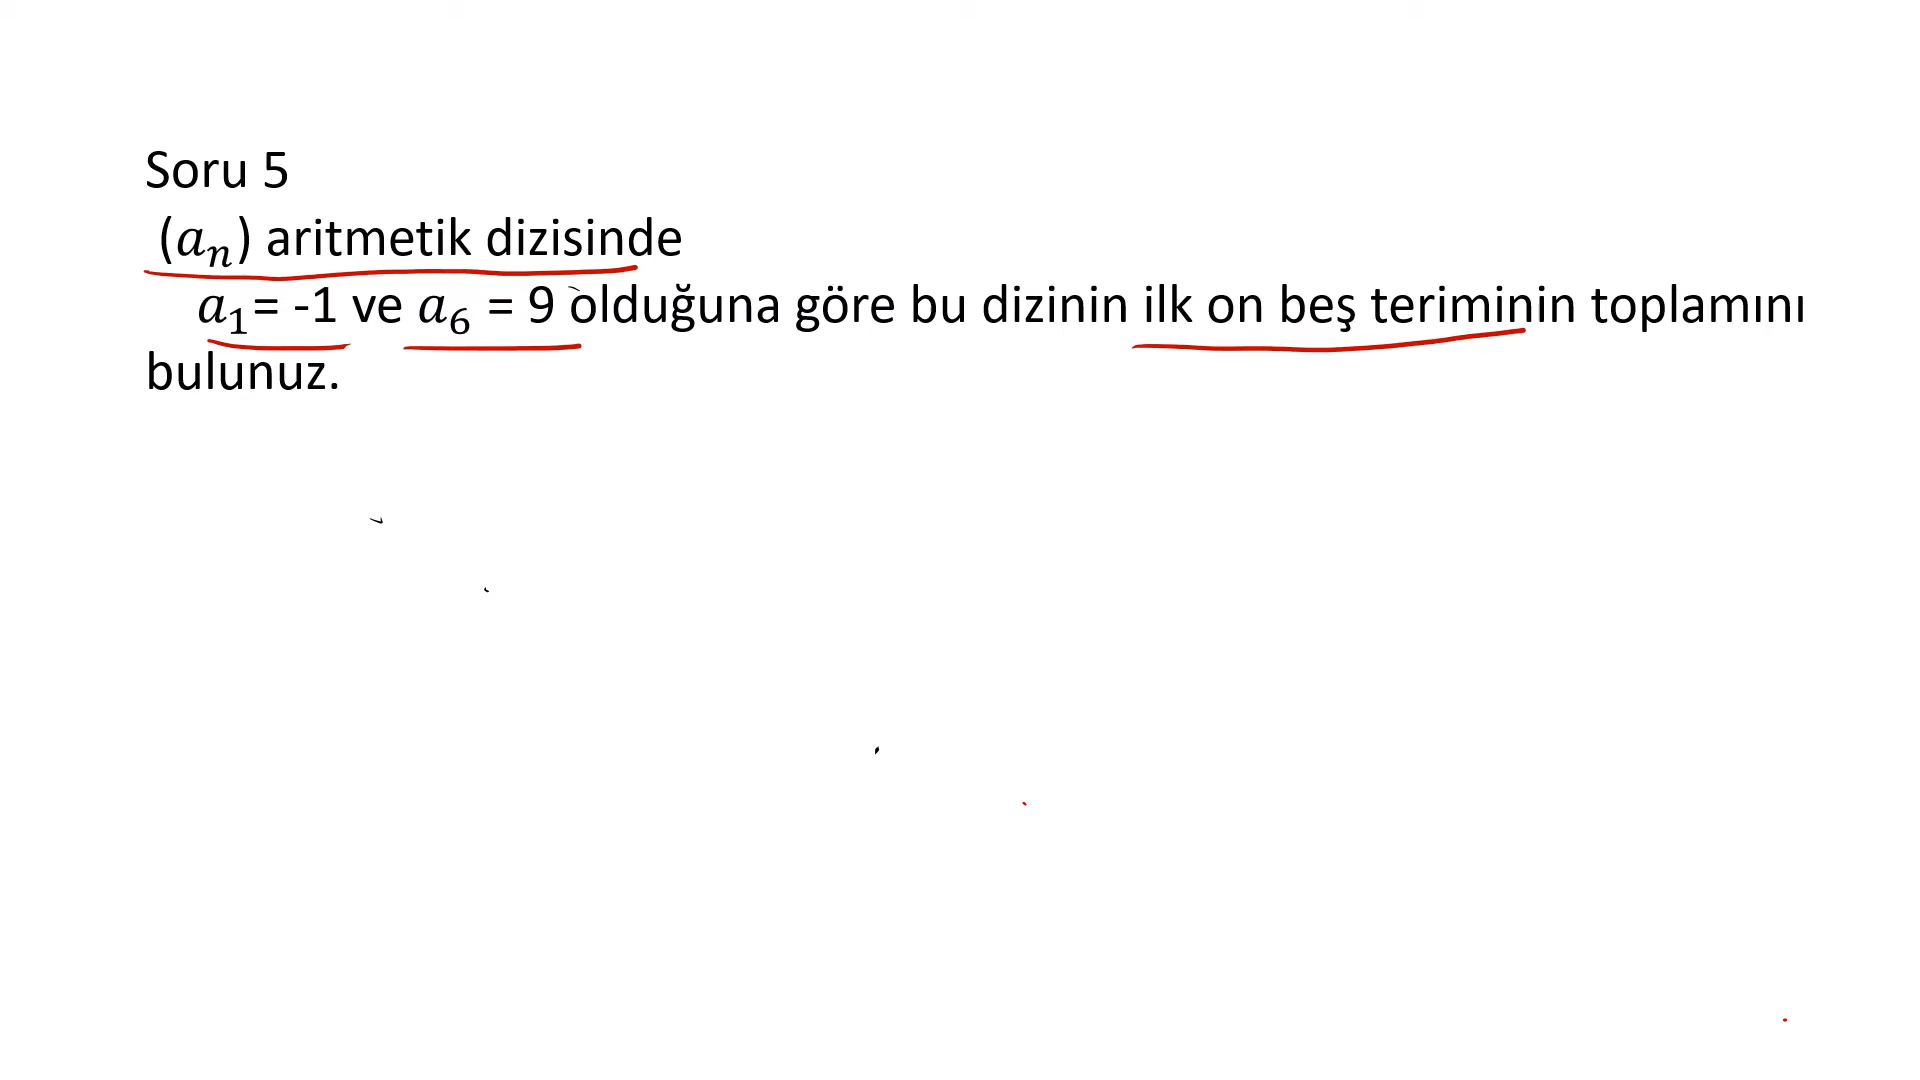 Soru 5
(aₙ) aritmetik dizisinde
a₁= -1 ve a₆ = 9 olduğuna göre bu dizinin ilk on beş teriminin toplamını
bulunuz.